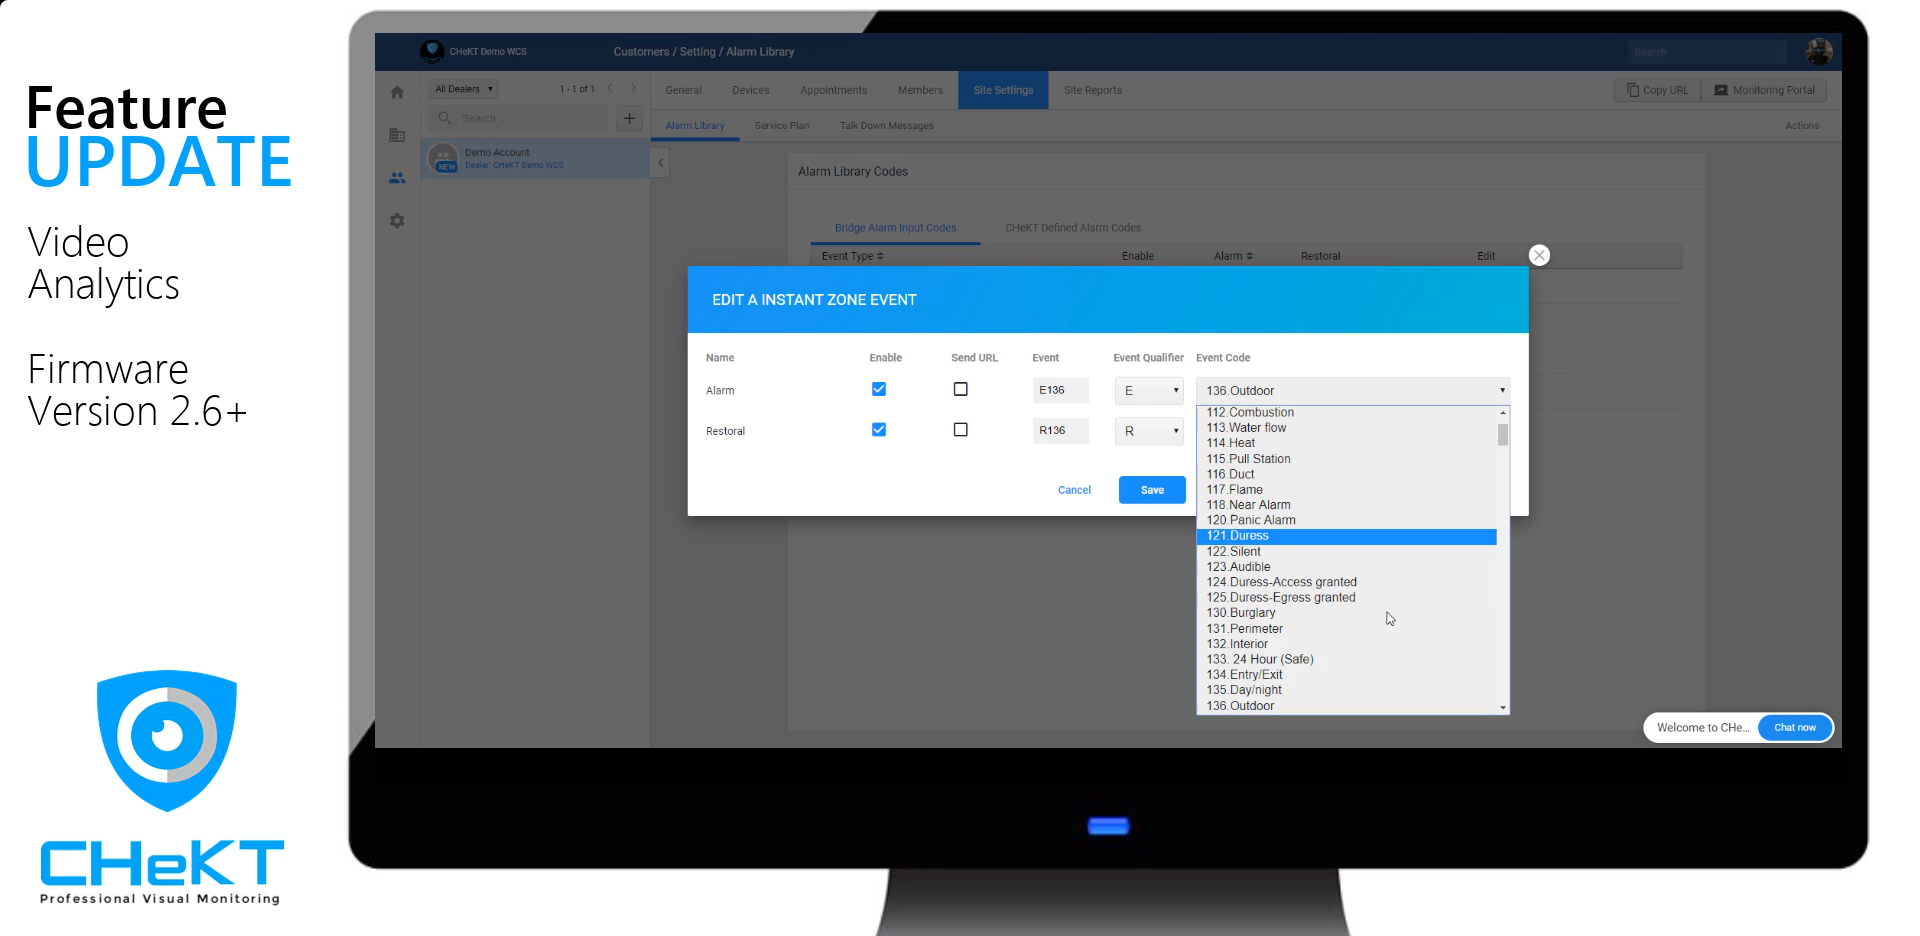 Feature
UPDATE
Video
Analytics
Firmware
Version 2.6+
CHeKT
Professional Visual Monitoring
CHeKT Demo WCS
Customers / Setting / Alarm Library
Search
All Dealers
1 - 1 of 1
General
Devices
Appointments
Members
Site Settings
Site Reports
Copy URL
Monitoring Portal
Search
Alarm Library
Service Plan
Talk Down Messages
Actions
Demo Account
Dealer: CHeKT Demo WCS
NEW
Alarm Library Codes
Bridge Alarm Input Codes
CHeKT Defined Alarm Codes
Event Type
Enable
Alarm
Restoral
Edit
EDIT A INSTANT ZONE EVENT
Name
Enable
Send URL
Event
Event Qualifier
Event Code
Alarm
E136
E
136.Outdoor
Restoral
R136
R
Cancel
Save
112.Combustion
113.Water flow
114.Heat
115.Pull Station
116.Duct
117.Flame
118.Near Alarm
120.Panic Alarm
121.Duress
122.Silent
123.Audible
124.Duress-Access granted
125.Duress-Egress granted
130.Burglary
131.Perimeter
132.Interior
133. 24 Hour (Safe)
134.Entry/Exit
135.Day/night
136.Outdoor
Welcome to CHe...
Chat now